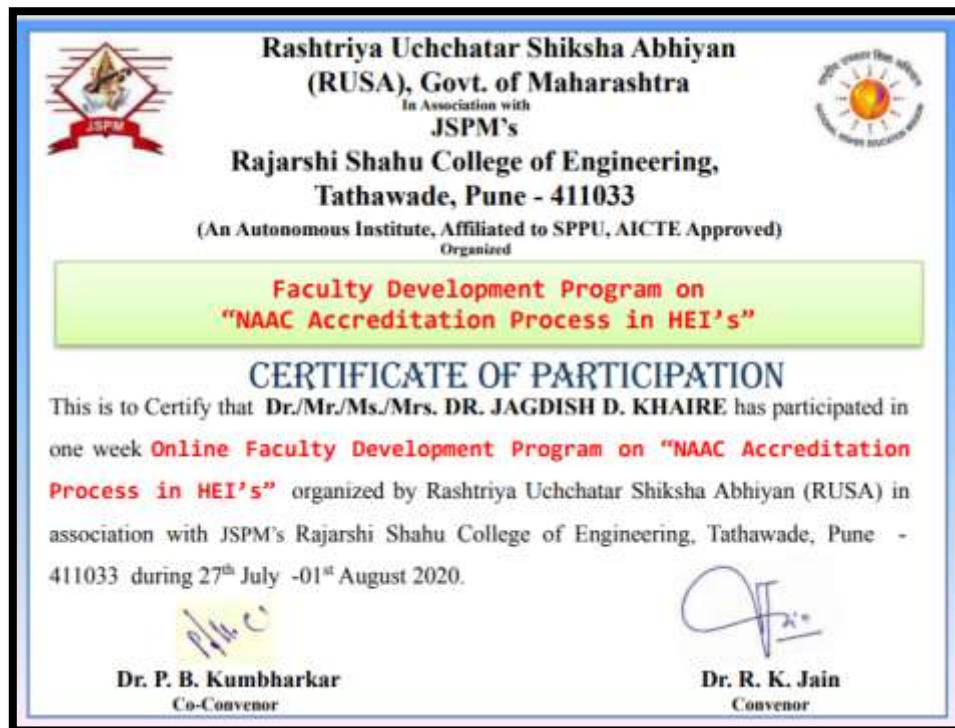 Rashtriya Uchchatar Shiksha Abhiyan
(RUSA), Govt. of Maharashtra
In Association with
JSPM's
Rajarshi Shahu College of Engineering,
Tathawade, Pune - 411033
(An Autonomous Institute, Affiliated to SPPU, AICTE Approved)
Organized
JSPM
Faculty Development Program on
“NAAC Accreditation Process in HEI’s”
CERTIFICATE OF PARTICIPATION
This is to Certify that Dr./Mr./Ms./Mrs. DR. JAGDISH D. KHAIRE has participated in
one week Online Faculty Development Program on “NAAC Accreditation
Process in HEI’s” organized by Rashtriya Uchchatar Shiksha Abhiyan (RUSA) in
association with JSPM’s Rajarshi Shahu College of Engineering, Tathawade, Pune -
411033 during 27th July -01st August 2020.
Dr. P. B. Kumbharkar
Co-Convenor
Dr. R. K. Jain
Convenor